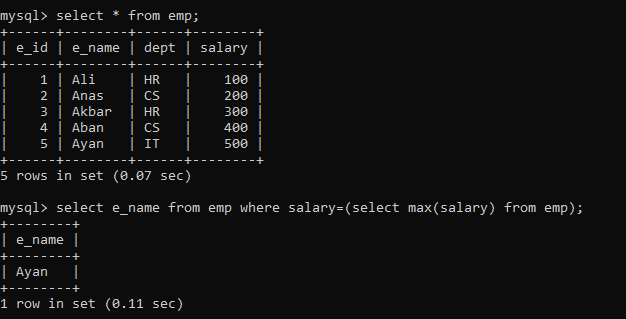 mysql> select * from emp;
+------+--------+------+--------+
| e_id | e_name | dept | salary |
+------+--------+------+--------+
|    1 | Ali    | HR   |    100 |
|    2 | Anas   | CS   |    200 |
|    3 | Akbar  | HR   |    300 |
|    4 | Aban   | CS   |    400 |
|    5 | Ayan   | IT   |    500 |
+------+--------+------+--------+
5 rows in set (0.07 sec)

mysql> select e_name from emp where salary=(select max(salary) from emp);
+--------+
| e_name |
+--------+
| Ayan   |
+--------+
1 row in set (0.11 sec)